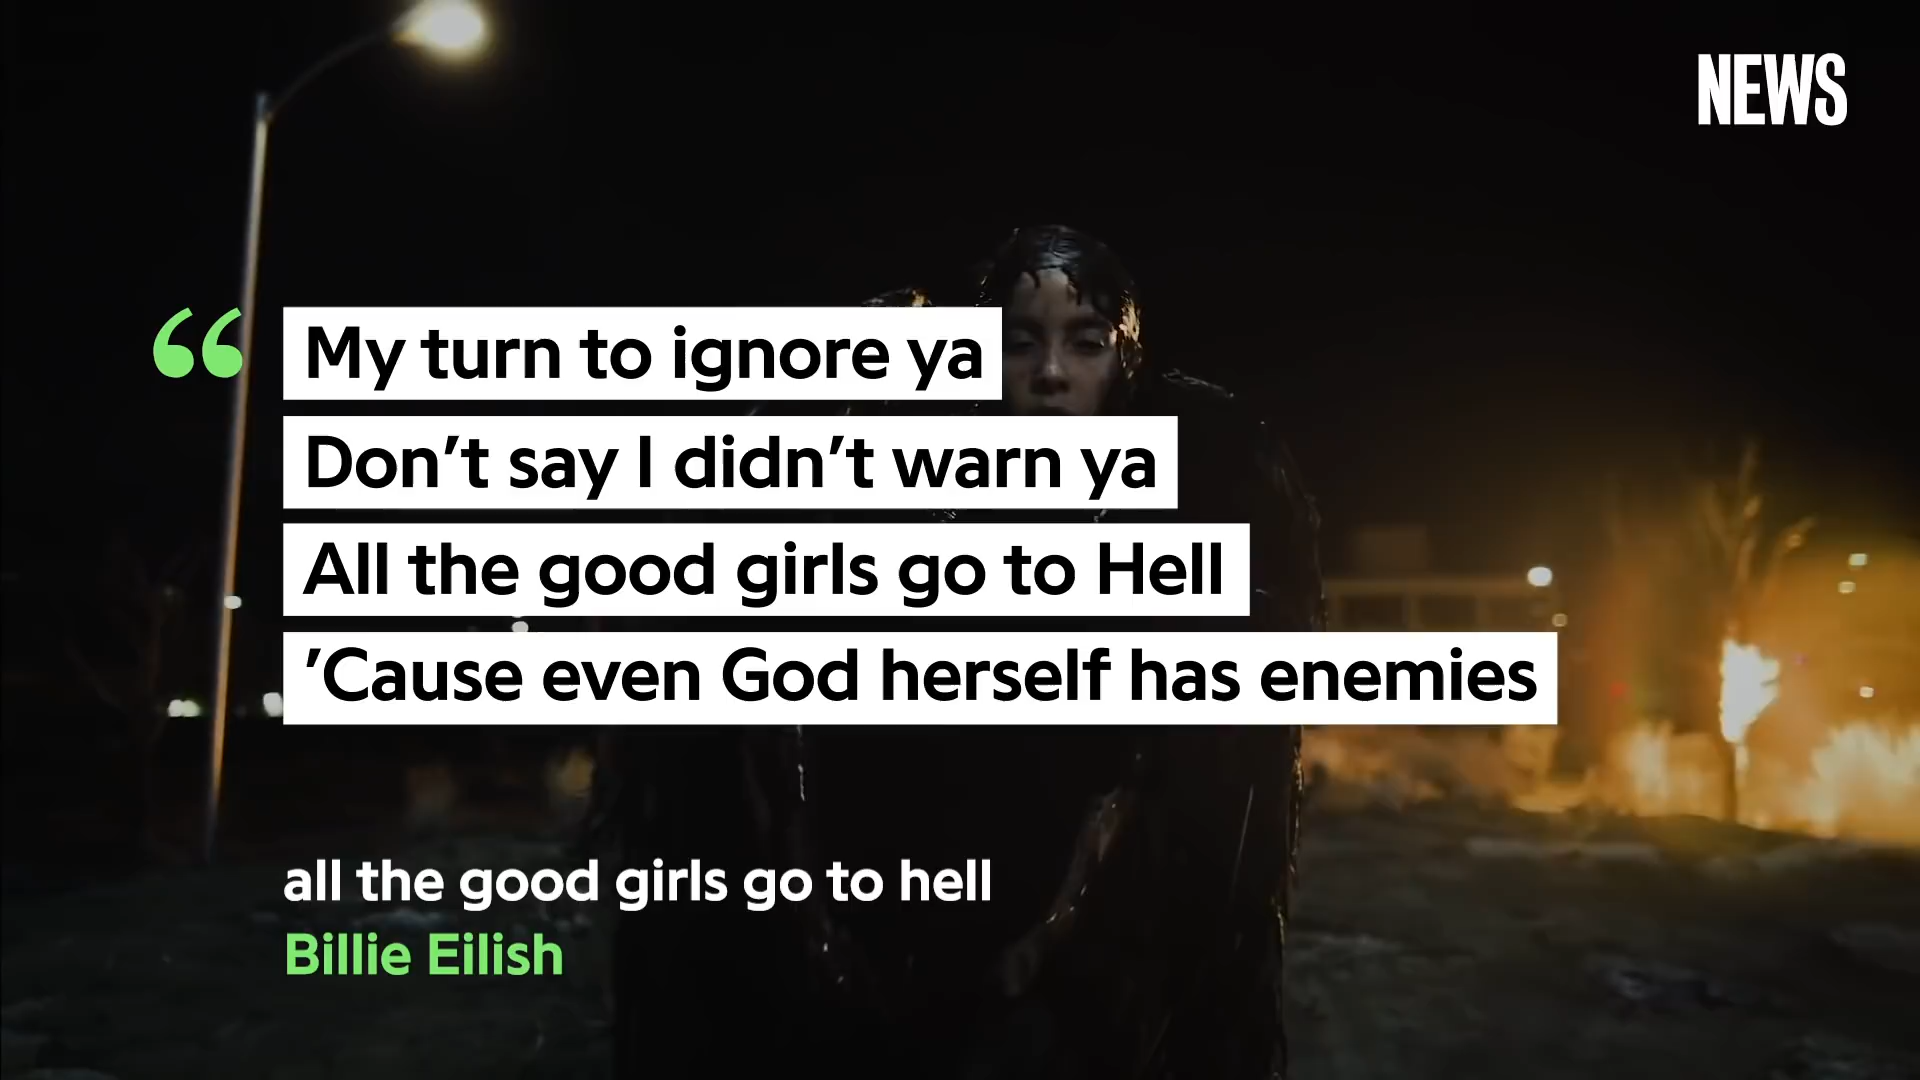 NEWS
“
My turn to ignore ya
Don’t say I didn’t warn ya
All the good girls go to Hell
’Cause even God herself has enemies
all the good girls go to hell
Billie Eilish